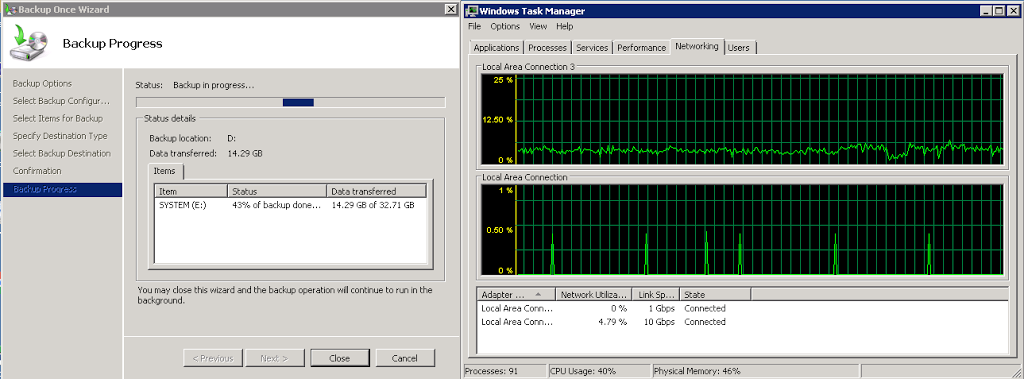 Backup Once Wizard
Backup Progress
Backup Options
Select Backup Configur...
Select Items for Backup
Specify Destination Type
Select Backup Destination
Confirmation
Backup Progress
Status: Backup in progress...
Status details
Backup location: D:
Data transferred: 14.29 GB
Items
Item Status Data transferred
SYSTEM (E:) 43% of backup done... 14.29 GB of 32.71 GB
You may close this wizard and the backup operation will continue to run in the
background.
< Previous Next > Close Cancel
Windows Task Manager
File Options View Help
Applications Processes Services Performance Networking Users
Local Area Connection 3
25 %
12.50 %
0 %
Local Area Connection
1 %
0.50 %
0 %
Adapter ... Network Utiliza... Link Sp... State
Local Area Conn... 0 % 1 Gbps Connected
Local Area Conn... 4.79 % 10 Gbps Connected
Processes: 91 CPU Usage: 40% Physical Memory: 46%